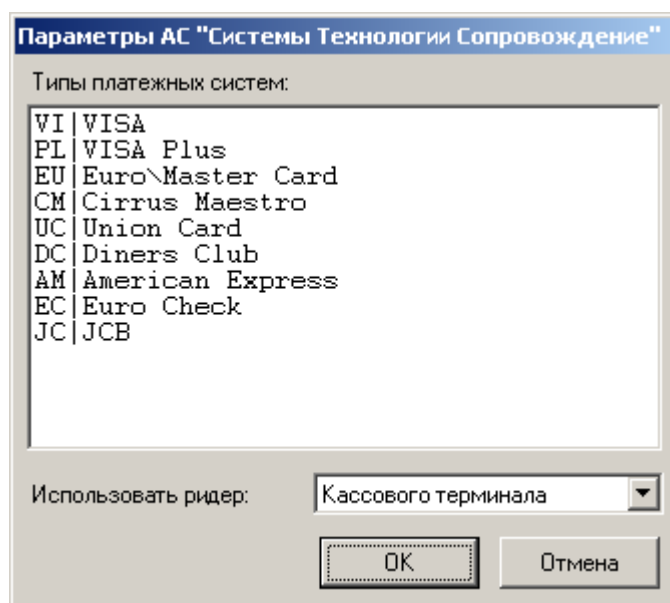 Параметры АС "Системы Технологии Сопровождение"
Типы платежных систем:
VI|VISA
PL|VISA Plus
EU|Euro\Master Card
CM|Cirrus Maestro
UC|Union Card
DC|Diners Club
AM|American Express
EC|Euro Check
JC|JCB
Использовать ридер: Кассового терминала
OK Отмена